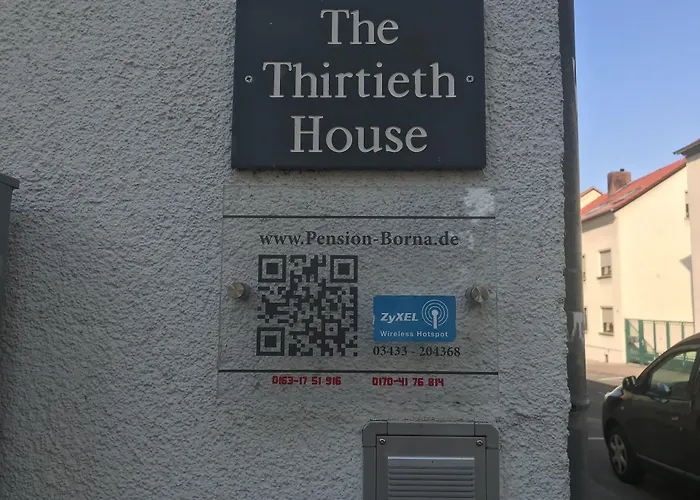 The
Thirtieth
House
www.Pension-Borna.de
ZyXEL
Wireless Hotspot
03433 - 204368
0163-17 51 916 0170-41 76 814